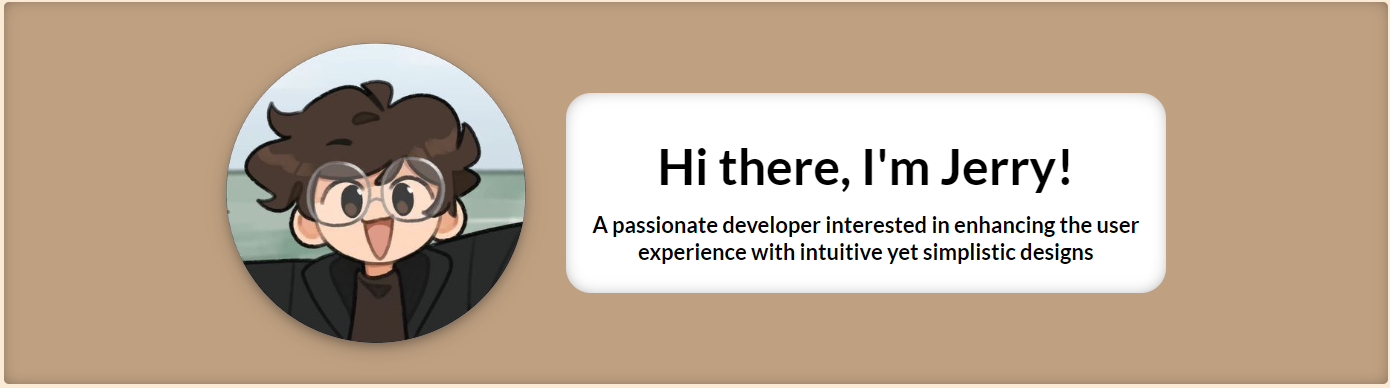 Hi there, I'm Jerry!
A passionate developer interested in enhancing the user
experience with intuitive yet simplistic designs